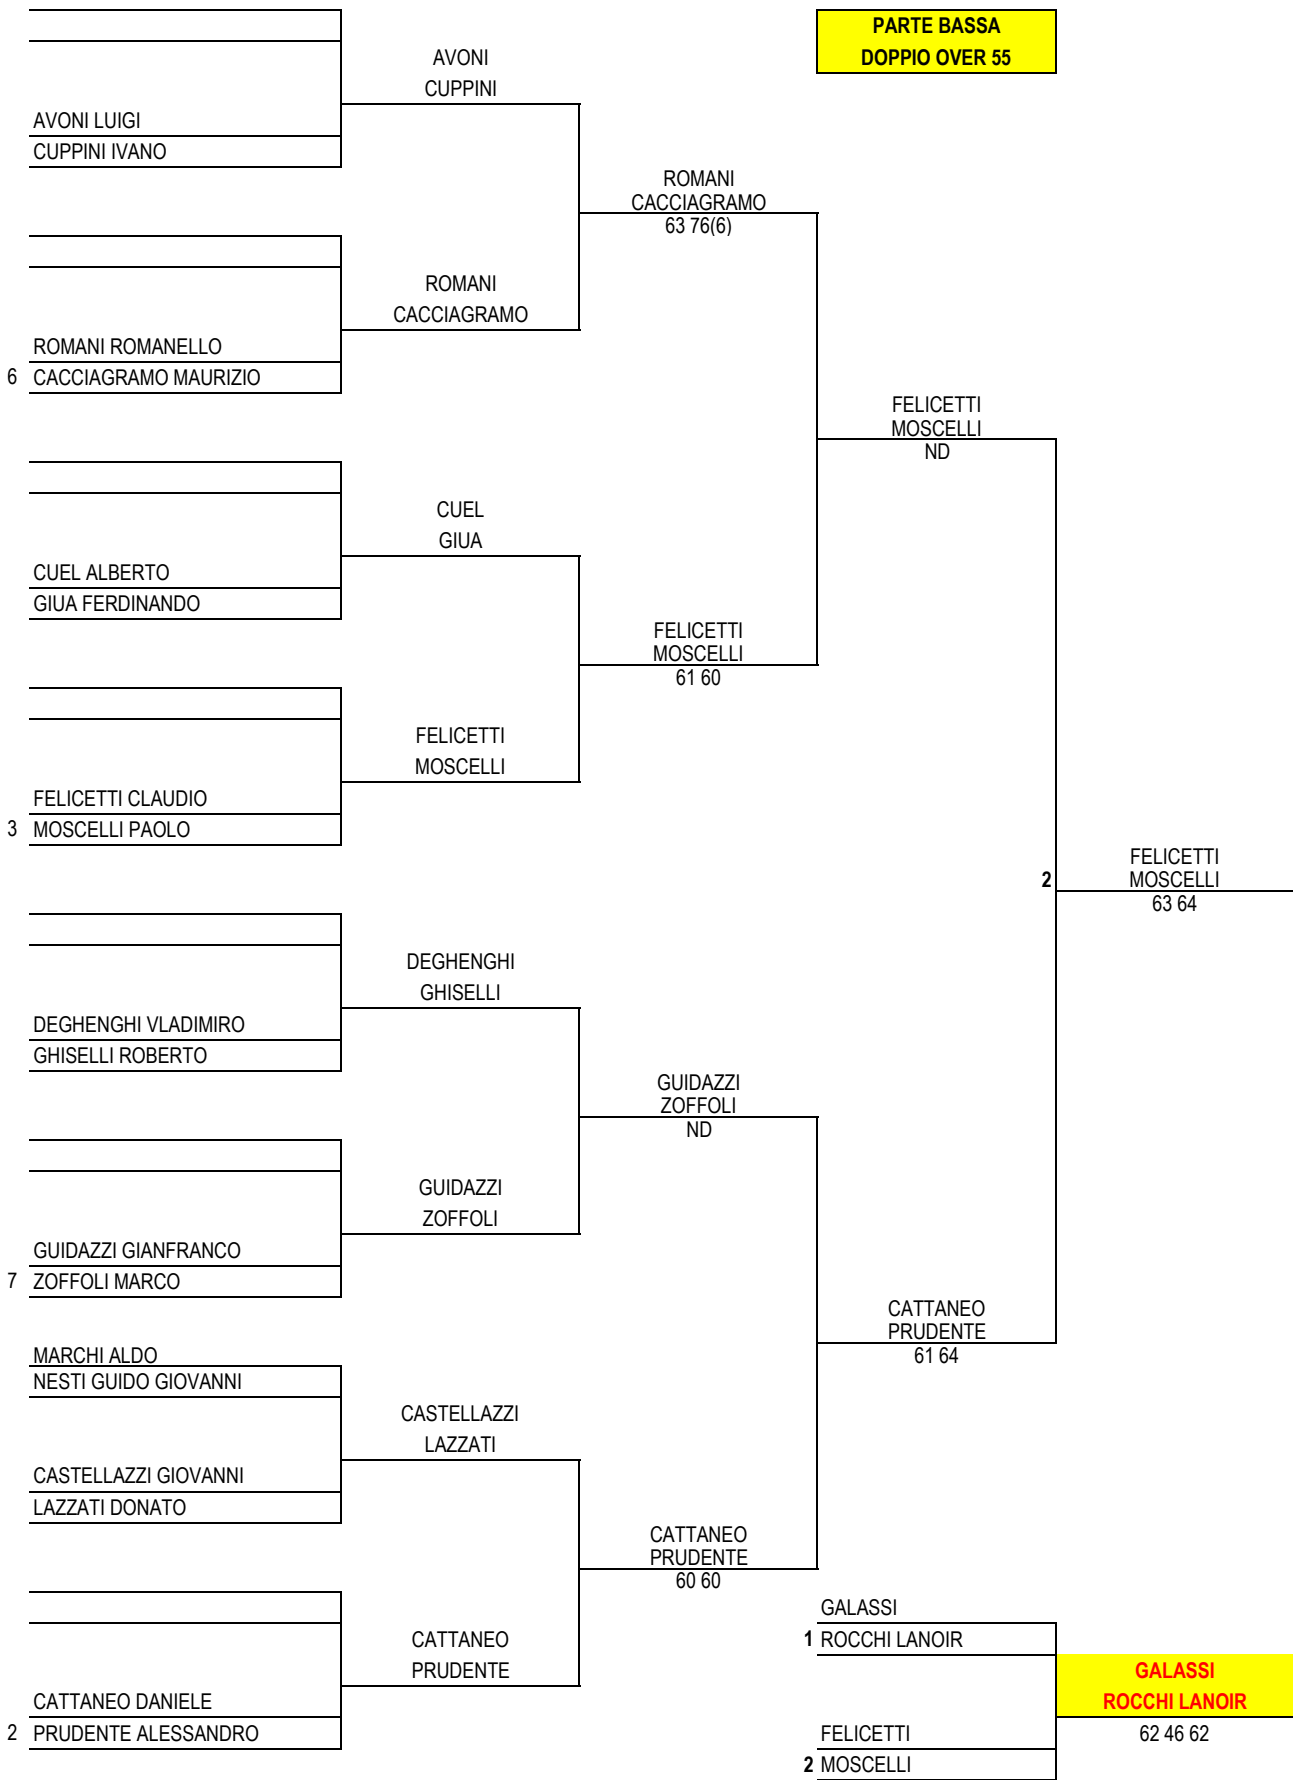 PARTE BASSA
DOPPIO OVER 55
AVONI
CUPPINI
AVONI LUIGI
CUPPINI IVANO
ROMANI
CACCIAGRAMO
63 76(6)
ROMANI
CACCIAGRAMO
ROMANI ROMANELLO
6 CACCIAGRAMO MAURIZIO
FELICETTI
MOSCELLI
ND
CUEL
GIUA
CUEL ALBERTO
GIUA FERDINANDO
FELICETTI
MOSCELLI
61 60
FELICETTI
MOSCELLI
FELICETTI CLAUDIO
3 MOSCELLI PAOLO
FELICETTI
2 MOSCELLI
63 64
DEGHENGHI
GHISELLI
DEGHENGHI VLADIMIRO
GHISELLI ROBERTO
GUIDAZZI
ZOFFOLI
ND
GUIDAZZI
ZOFFOLI
GUIDAZZI GIANFRANCO
7 ZOFFOLI MARCO
CATTANEO
PRUDENTE
61 64
MARCHI ALDO
NESTI GUIDO GIOVANNI
CASTELLAZZI
LAZZATI
CASTELLAZZI GIOVANNI
LAZZATI DONATO
CATTANEO
PRUDENTE
60 60
GALASSI
1 ROCCHI LANOIR
CATTANEO
PRUDENTE
GALASSI
ROCCHI LANOIR
62 46 62
CATTANEO DANIELE
2 PRUDENTE ALESSANDRO
FELICETTI
2 MOSCELLI